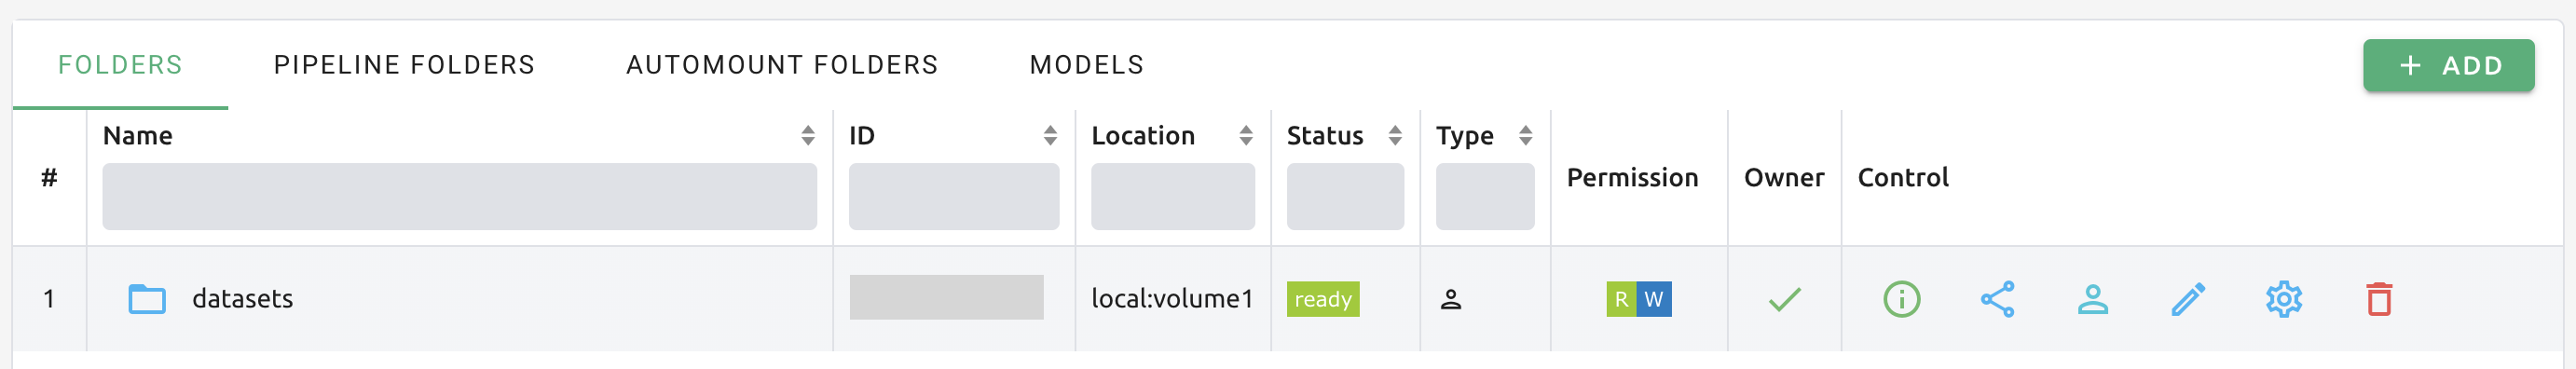 FOLDERS PIPELINE FOLDERS AUTOMOUNT FOLDERS MODELS + ADD
# Name ID Location Status Type Permission Owner Control
1 datasets local:volume1 ready R W